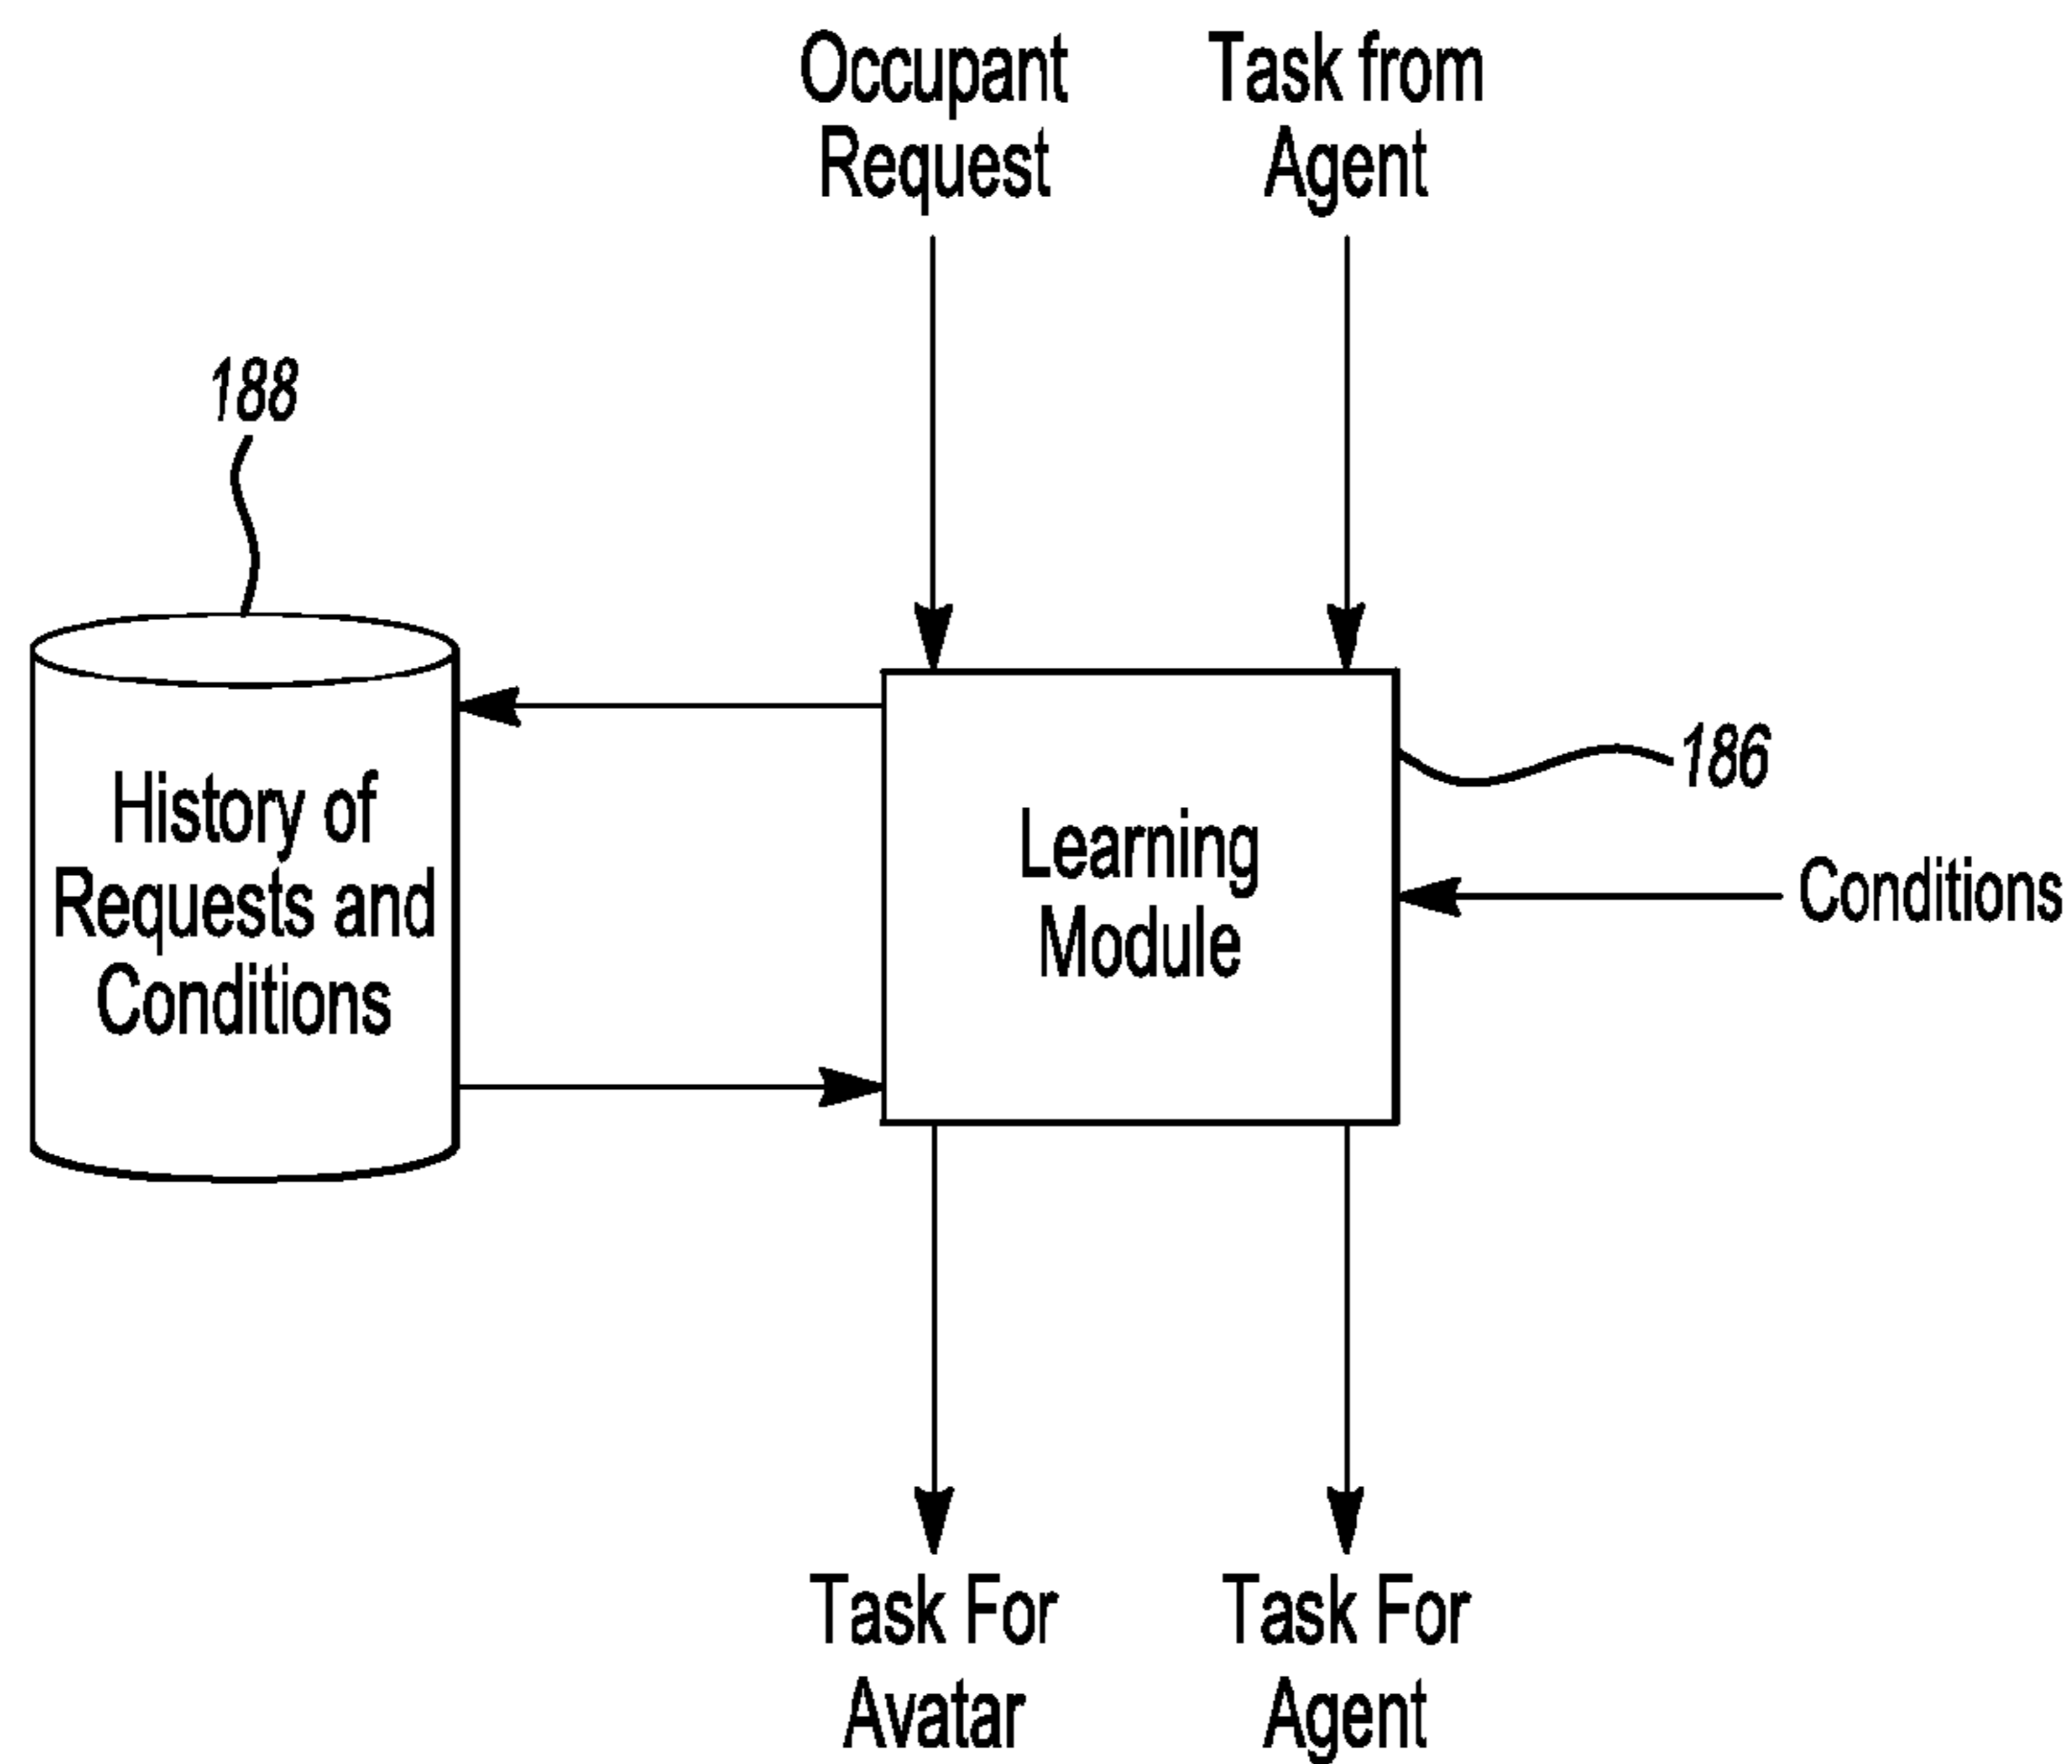 Occupant
Request
Task from
Agent
188
History of
Requests and
Conditions
Learning
Module
186
Conditions
Task For
Avatar
Task For
Agent